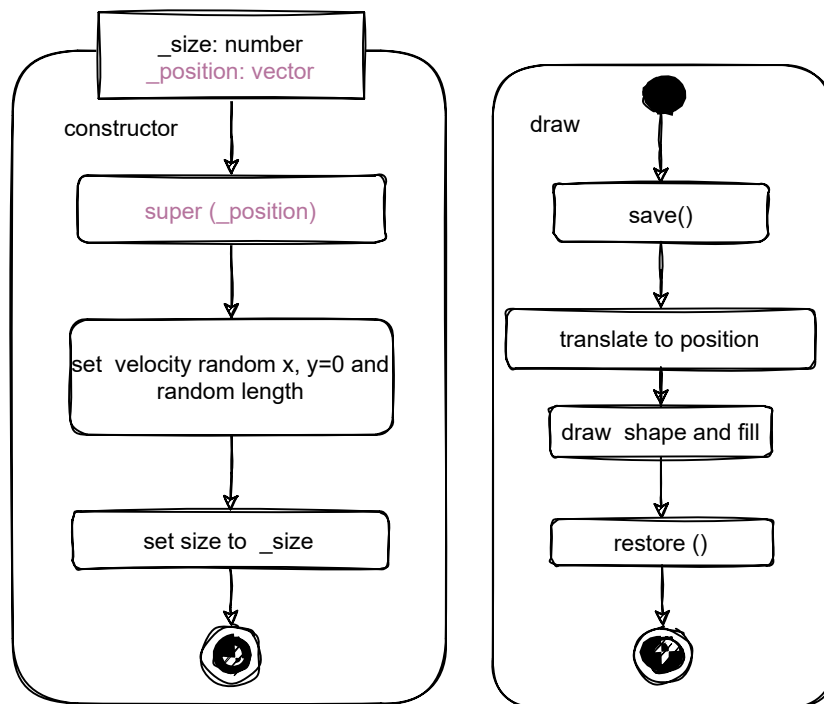 _size: number
_position: vector
constructor
super (_position)
set velocity random x, y=0 and
random length
set size to _size
draw
save()
translate to position
draw shape and fill
restore ()